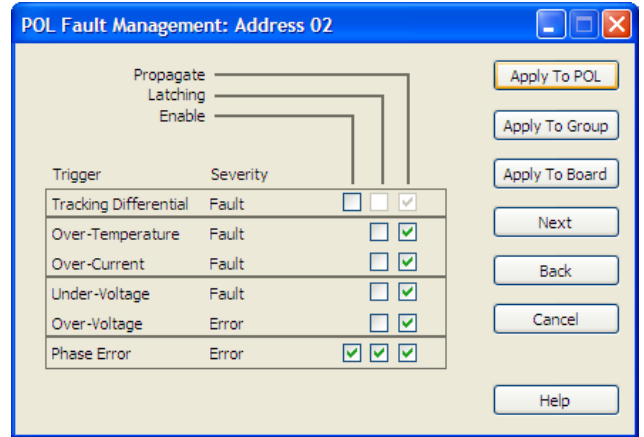 POL Fault Management: Address 02
Propagate
Latching
Enable
Trigger Severity
Tracking Differential Fault
Over-Temperature Fault
Over-Current Fault
Under-Voltage Fault
Over-Voltage Error
Phase Error Error
Apply To POL
Apply To Group
Apply To Board
Next
Back
Cancel
Help